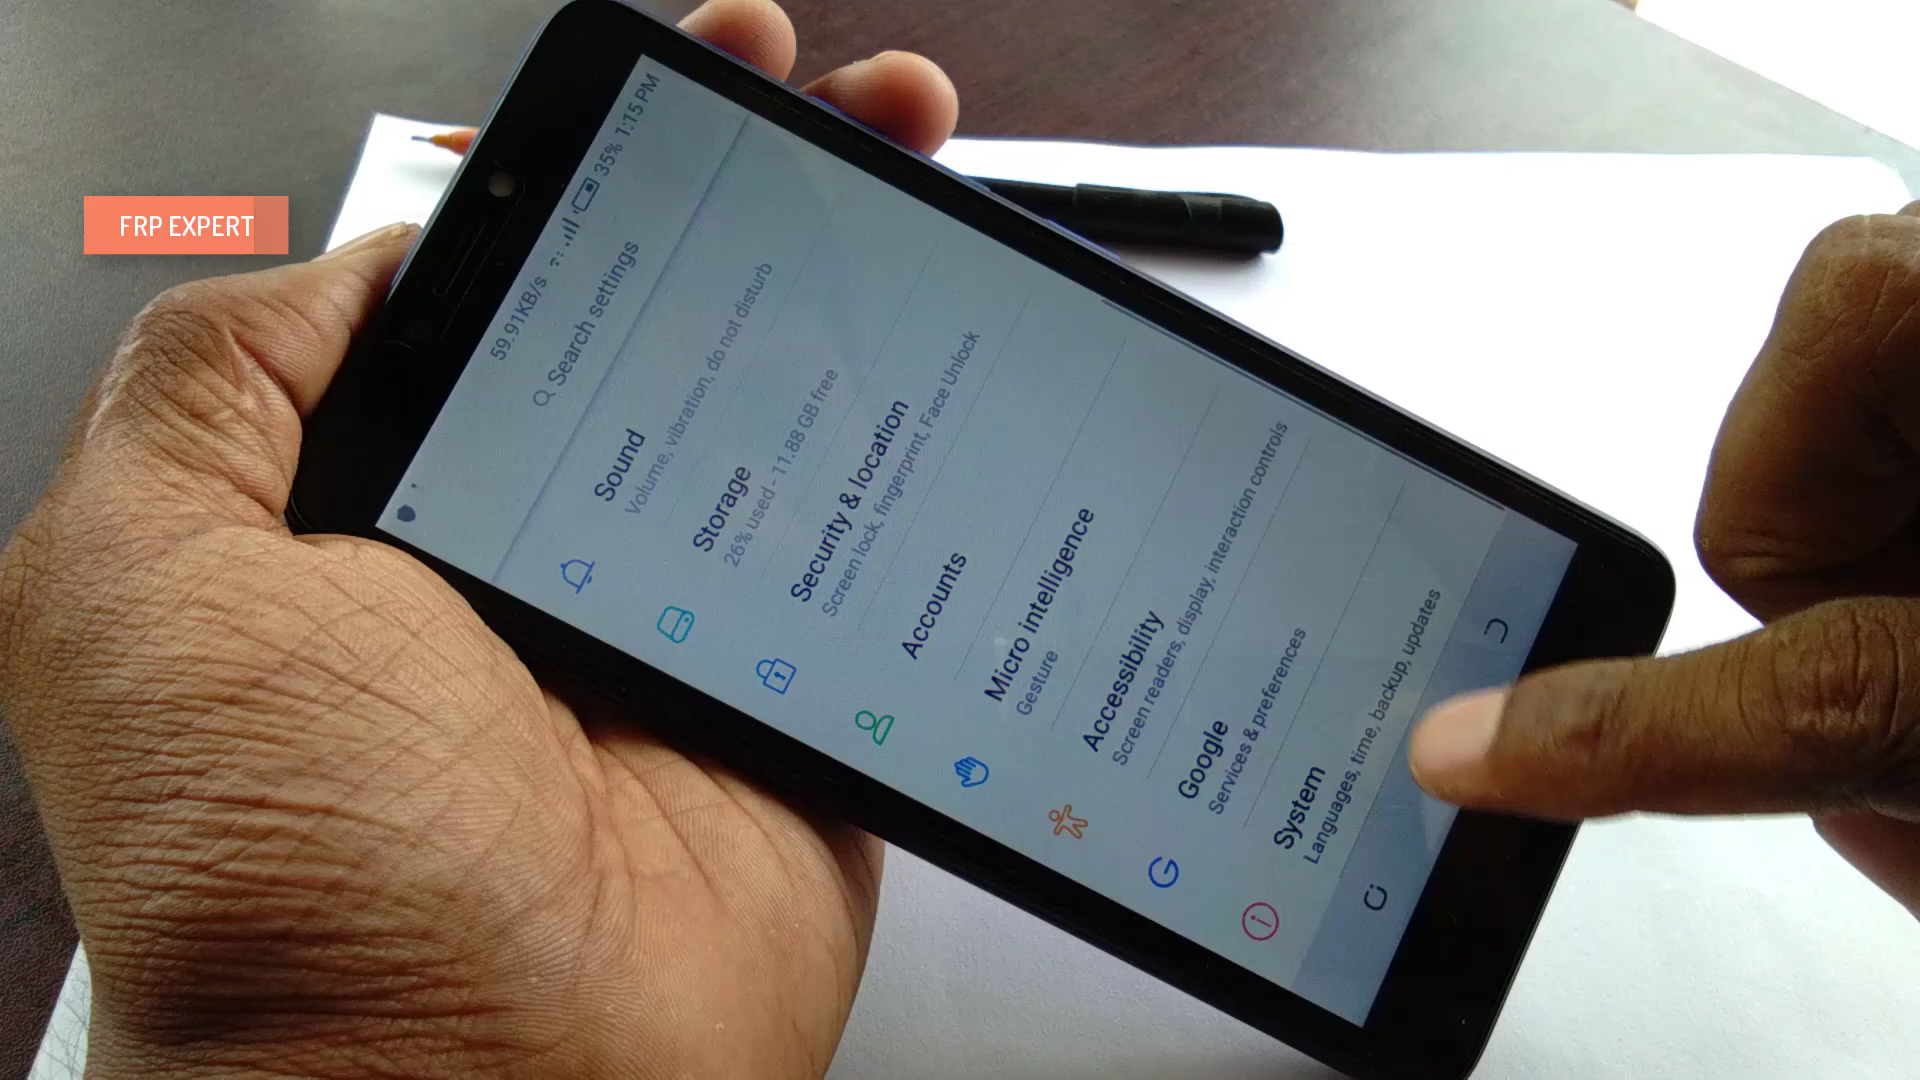 FRP EXPERT
59.91KB/s 35% 1:15 PM
Search settings
Sound
Volume, vibration, do not disturb
Storage
26% used - 11.88 GB free
Security & location
Screen lock, fingerprint, Face Unlock
Accounts
Micro intelligence
Gesture
Accessibility
Screen readers, display, interaction controls
Google
Services & preferences
System
Languages, time, backup, updates